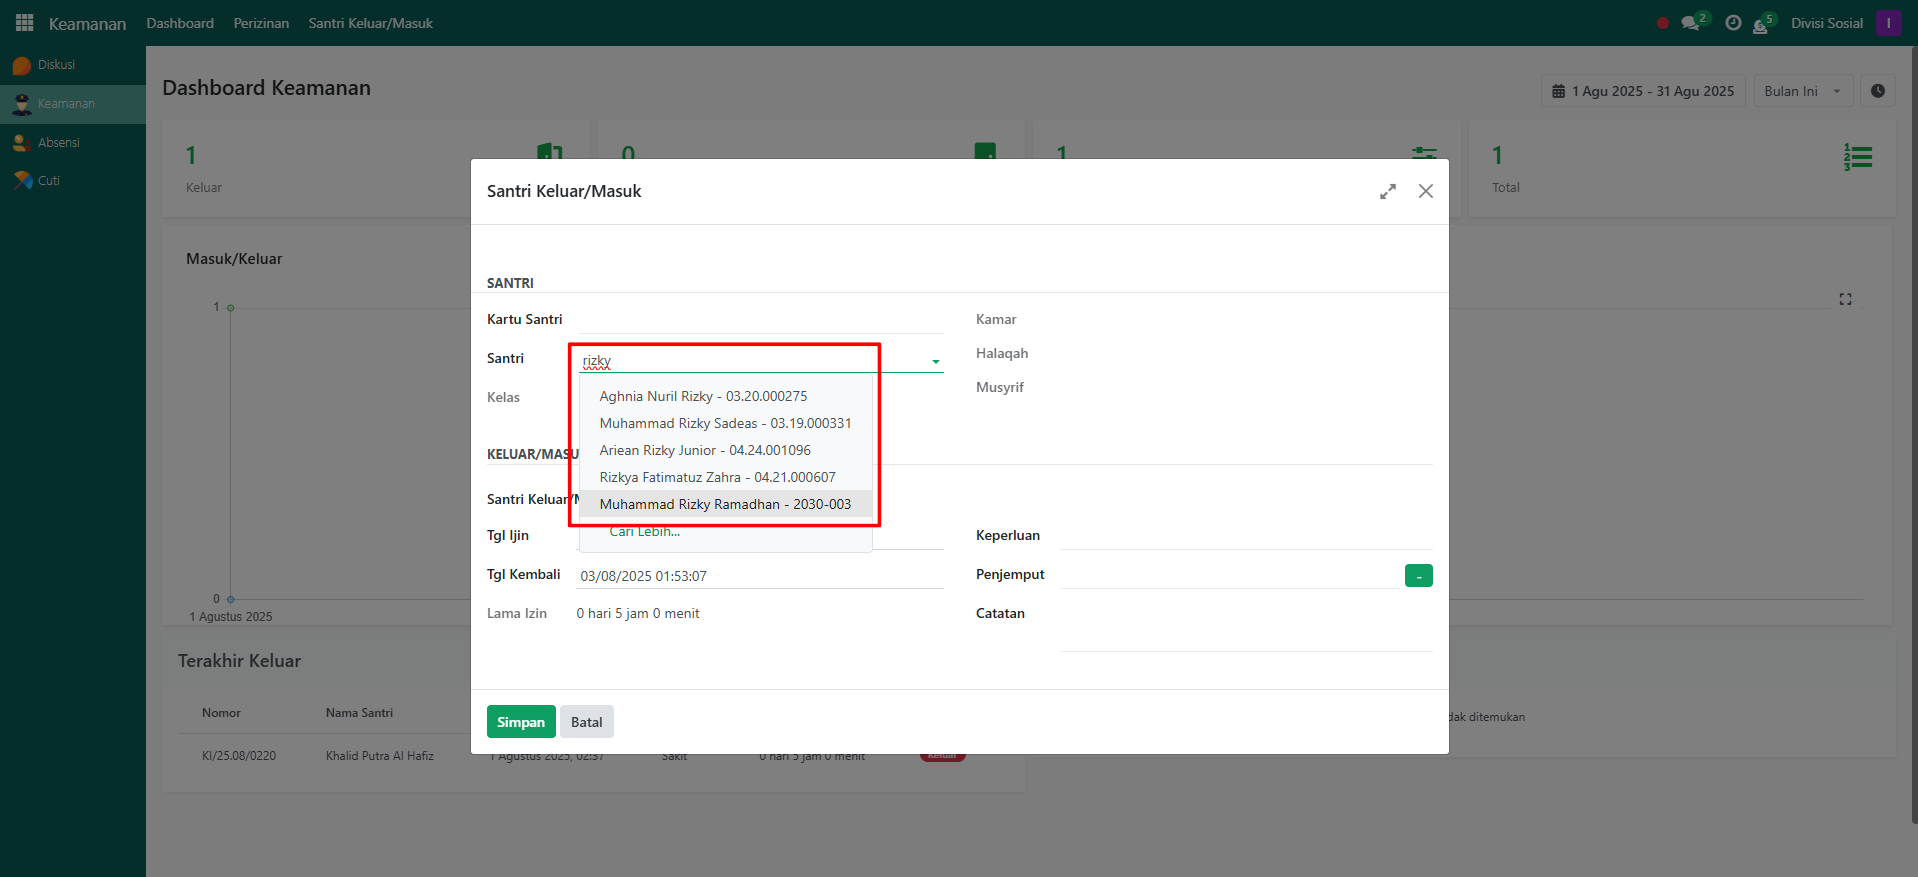 Keamanan Dashboard Perizinan Santri Keluar/Masuk 2 5 Divisi Sosial I
Diskusi
Keamanan
Absensi
Cuti
Dashboard Keamanan
1 Agu 2025 - 31 Agu 2025 Bulan Ini
1
Keluar
0
1
1
Total
Masuk/Keluar
1
0
1 Agustus 2025
Santri Keluar/Masuk
SANTRI
Kartu Santri
Santri rizky
Kelas
Kamar
Halaqah
Musyrif
Aghnia Nuril Rizky - 03.20.000275
Muhammad Rizky Sadeas - 03.19.000331
Ariean Rizky Junior - 04.24.001096
Rizkya Fatimatuz Zahra - 04.21.000607
Muhammad Rizky Ramadhan - 2030-003
Cari Lebih...
KELUAR/MASU
Santri Keluar/M
Tgl Ijin
Tgl Kembali 03/08/2025 01:53:07
Lama Izin 0 hari 5 jam 0 menit
Keperluan
Penjemput -
Catatan
Simpan Batal
Terakhir Keluar
Nomor Nama Santri
KI/25.08/0220 Khalid Putra Al Hafiz 1 Agustus 2025, 02:37 Sakit 0 hari 5 jam 0 menit Keluar
dak ditemukan